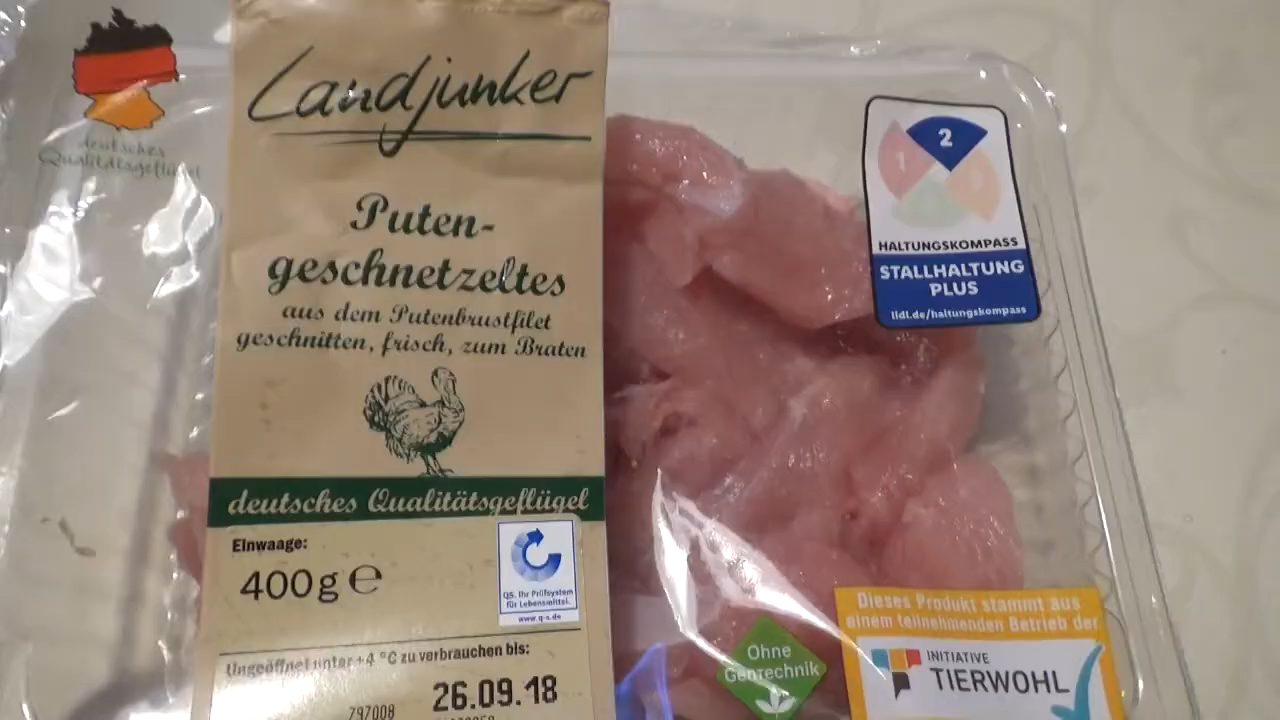 deutsches
Qualitätsgeflügel
Landjunker
Puten-
geschnetzeltes
aus dem Putenbrustfilet
geschnitten, frisch, zum Braten
deutsches Qualitätsgeflügel
Einwaage:
400g ℮
QS. Ihr Prüfsystem
für Lebensmittel.
www.q-s.de
Ungeöffnet unter +4 °C zu verbrauchen bis:
26.09.18
797008
1
2
3
HALTUNGSKOMPASS
STALLHALTUNG
PLUS
lidl.de/haltungskompass
Ohne
Gentechnik
Dieses Produkt stammt aus
einem teilnehmenden Betrieb der
INITIATIVE
TIERWOHL